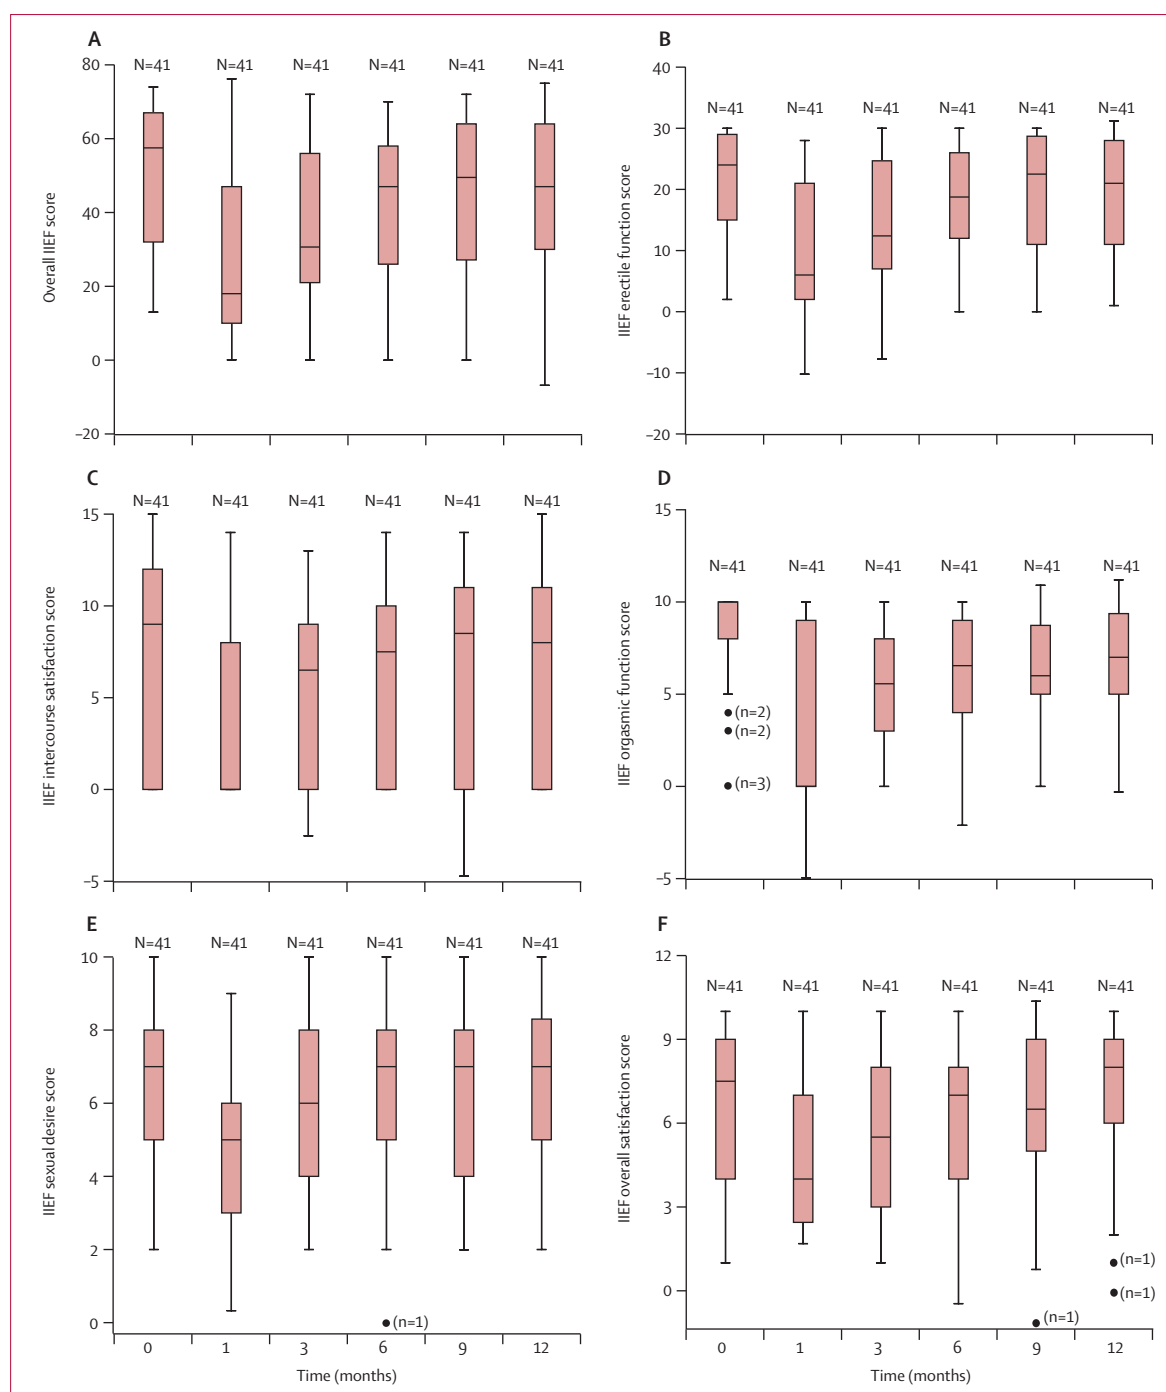 A
N=41 N=41 N=41 N=41 N=41 N=41
80
60
40
20
0
–20
Overall IIEF score
B
N=41 N=41 N=41 N=41 N=41 N=41
40
30
20
10
0
–10
–20
IIEF erectile function score
C
N=41 N=41 N=41 N=41 N=41 N=41
15
10
5
0
–5
IIEF intercourse satisfaction score
D
N=41 N=41 N=41 N=41 N=41 N=41
15
10
5
0
–5
(n=2)
(n=2)
(n=3)
IIEF orgasmic function score
E
N=41 N=41 N=41 N=41 N=41 N=41
10
8
6
4
2
0
(n=1)
IIEF sexual desire score
0 1 3 6 9 12
Time (months)
F
12
N=41 N=41 N=41 N=41 N=41 N=41
9
6
3
0
(n=1)
(n=1)
(n=1)
IIEF overall satisfaction score
0 1 3 6 9 12
Time (months)